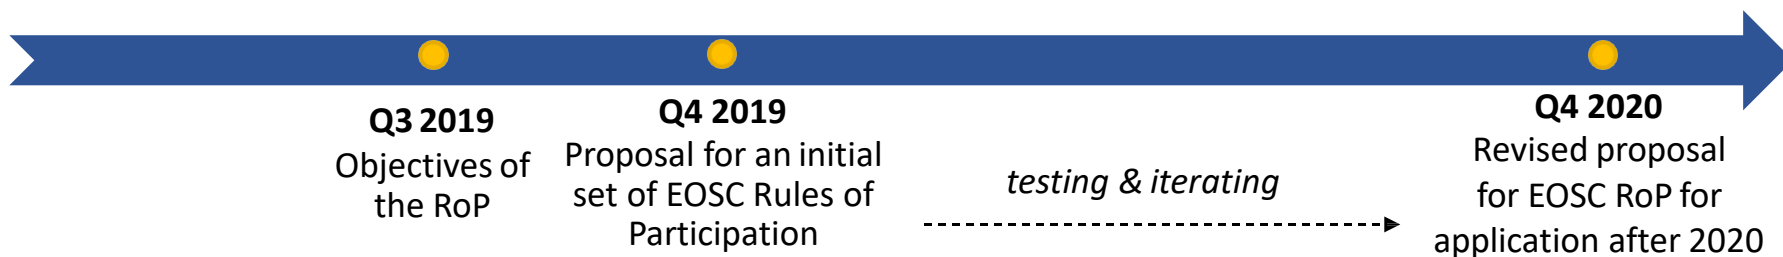 Q3 2019
Objectives of
the RoP
Q4 2019
Proposal for an initial
set of EOSC Rules of
Participation
testing & iterating
Q4 2020
Revised proposal
for EOSC RoP for
application after 2020